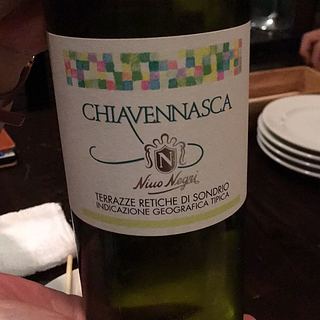 CHIAVENNASCA
N
Nino Negri
TERRAZZE RETICHE DI SONDRIO
INDICAZIONE GEOGRAFICA TIPICA